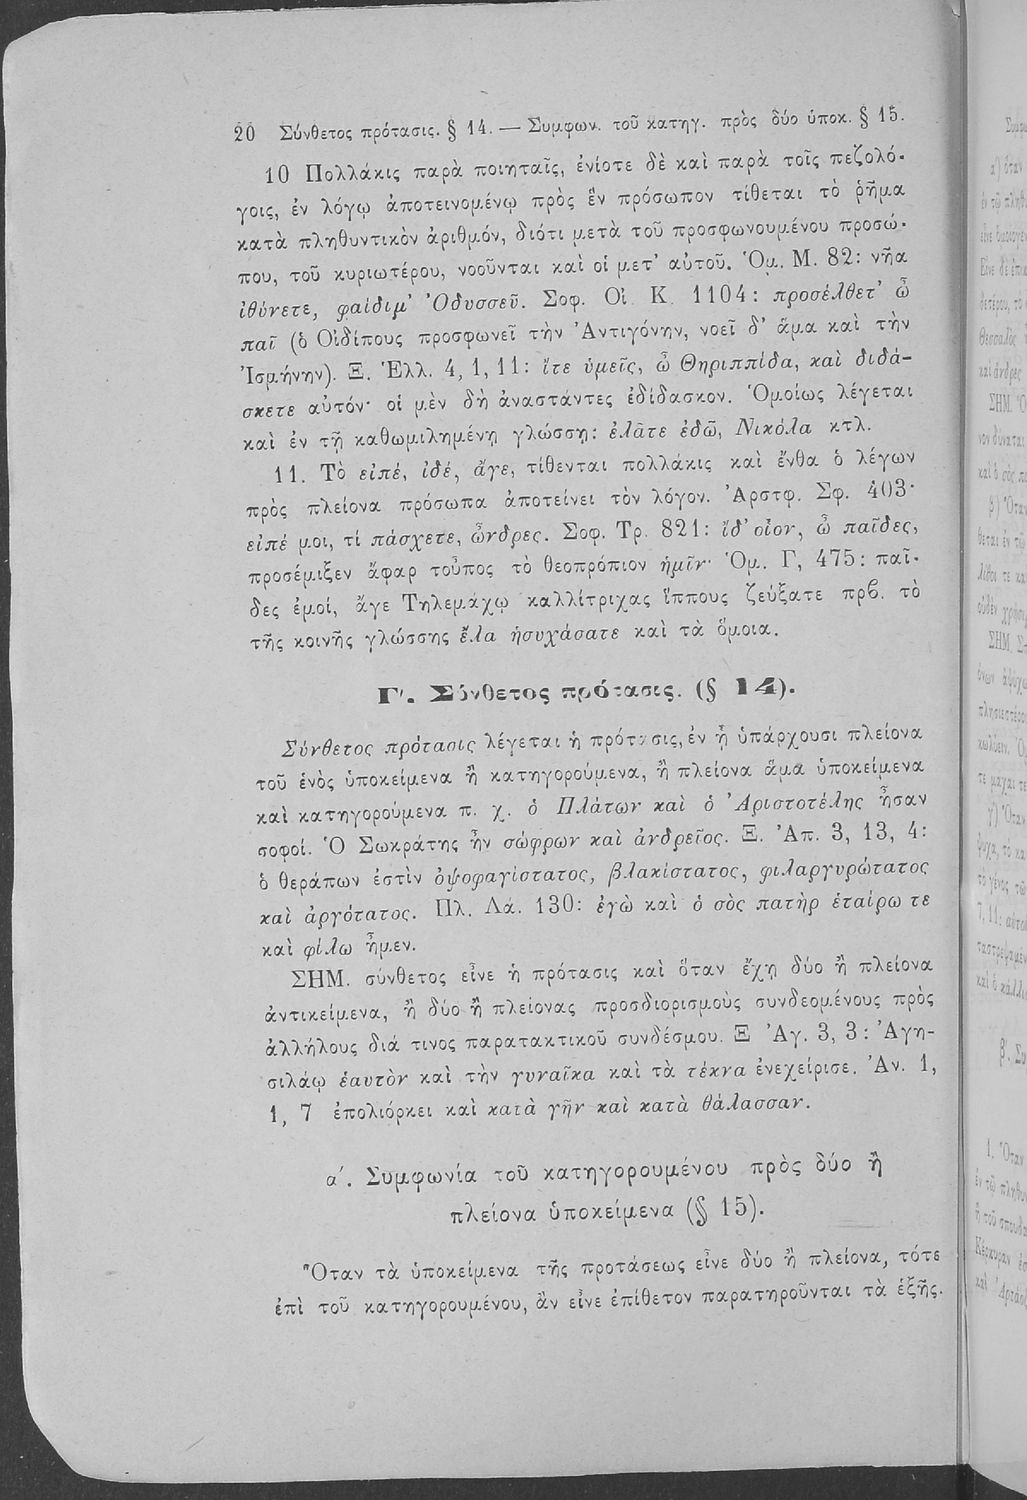 20 Σύνθετος πρότασις. § 14. — Συμφων. τοῦ κατηγ. πρὸς δύο ὑποκ. § 15.
10 Πολλάκις παρὰ ποιηταῖς, ἐνίοτε δὲ καὶ παρὰ τοῖς πεζολό-
γοις, ἐν λόγῳ ἀποτεινομένῳ πρὸς ἓν πρόσωπον τίθεται τὸ ῥῆμα
κατὰ πληθυντικὸν ἀριθμόν, διότι μετὰ τοῦ προσφωνουμένου προσώ-
που, τοῦ κυριωτέρου, νοοῦνται καὶ οἱ μετ' αὐτοῦ. Ὁμ. Μ. 82: νῆα
ἰθύνετε, φαίδιμ' Ὀδυσσεῦ. Σοφ. Οἰ Κ 1104: προσέλθετ' ὦ
παῖ (ὁ Οἰδίπους προσφωνεῖ τὴν Ἀντιγόνην, νοεῖ δ' ἅμα καὶ τὴν
Ἰσμήνην). Ξ. Ἑλλ. 4, 1, 11: ἴτε ὑμεῖς, ὦ Θηριππίδα, καὶ διδά-
σκετε αὐτόν· οἱ μὲν δὴ ἀναστάντες ἐδίδασκον. Ὁμοίως λέγεται
καὶ ἐν τῇ καθωμιλημένῃ γλώσσῃ: ἐλᾶτε ἐδῶ, Νικόλα κτλ.
11. Τὸ εἰπέ, ἰδέ, ἄγε, τίθενται πολλάκις καὶ ἔνθα ὁ λέγων
πρὸς πλείονα πρόσωπα ἀποτείνει τὸν λόγον. Ἀρστφ. Σφ. 403·
εἰπέ μοι, τί πάσχετε, ὦνδρες. Σοφ. Τρ. 821: ἴδ' οἷον, ὦ παῖδες,
προσέμιξεν ἄφαρ τοὔπος τὸ θεοπρόπιον ἡμῖν· Ὁμ. Γ, 475: παῖ-
δες ἐμοί, ἄγε Τηλεμάχῳ καλλίτριχας ἵππους ζεύξατε πρβ. τὸ
τῆς κοινῆς γλώσσης ἔλα ἡσυχάσατε καὶ τὰ ὅμοια.
Γ'. Σύνθετος πρότασις. (§ 14).
Σύνθετος πρότασις λέγεται ἡ πρότασις, ἐν ᾗ ὑπάρχουσι πλείονα
τοῦ ἑνὸς ὑποκείμενα ἢ κατηγορούμενα, ἢ πλείονα ἅμα ὑποκείμενα
καὶ κατηγορούμενα π. χ. ὁ Πλάτων καὶ ὁ Ἀριστοτέλης ἦσαν
σοφοί. Ὁ Σωκράτης ἦν σώφρων καὶ ἀνδρεῖος. Ξ. Ἀπ. 3, 13, 4:
ὁ θεράπων ἐστὶν ὀψοφαγίστατος, βλακίστατος, φιλαργυρώτατος
καὶ ἀργότατος. Πλ. Λά. 130: ἐγὼ καὶ ὁ σὸς πατὴρ ἑταίρω τε
καὶ φίλω ἦμεν.
ΣΗΜ. σύνθετος εἶνε ἡ πρότασις καὶ ὅταν ἔχῃ δύο ἢ πλείονα
ἀντικείμενα, ἢ δύο ἢ πλείονας προσδιορισμοὺς συνδεομένους πρὸς
ἀλλήλους διά τινος παρατακτικοῦ συνδέσμου. Ξ Ἀγ. 3, 3: Ἀγη-
σιλάῳ ἑαυτὸν καὶ τὴν γυναῖκα καὶ τὰ τέκνα ἐνεχείρισε. Ἀν. 1,
1, 7 ἐπολιόρκει καὶ κατὰ γῆν καὶ κατὰ θάλασσαν.
α'. Συμφωνία τοῦ κατηγορουμένου πρὸς δύο ἢ
πλείονα ὑποκείμενα (§ 15).
Ὅταν τὰ ὑποκείμενα τῆς προτάσεως εἶνε δύο ἢ πλείονα, τότε
ἐπὶ τοῦ κατηγορουμένου, ἂν εἶνε ἐπίθετον παρατηροῦνται τὰ ἑξῆς.